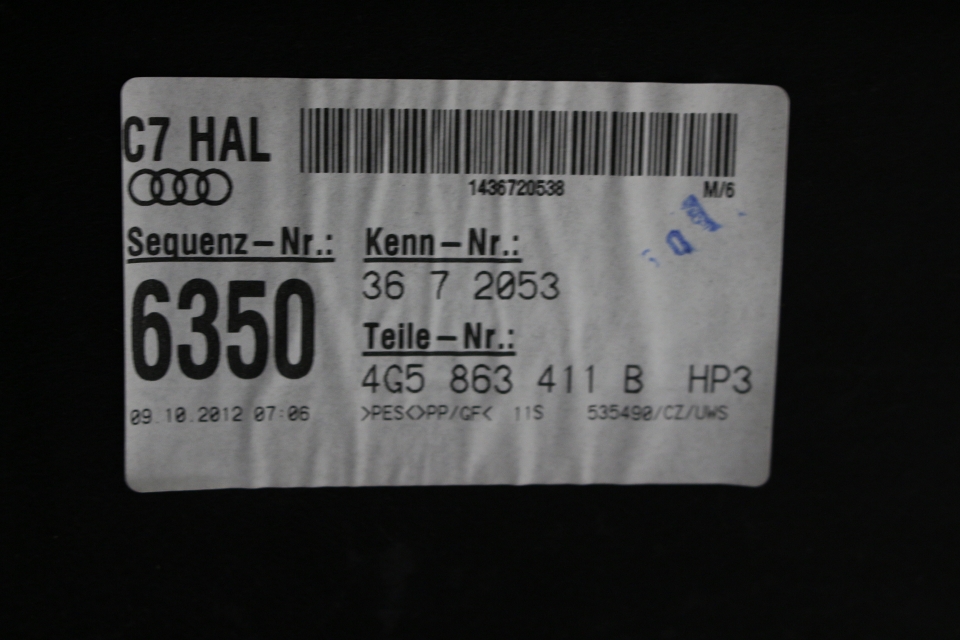 C7 HAL
1436720538 M/6
Sequenz-Nr.: Kenn-Nr.:
36 7 2053
6350
Teile-Nr.:
4G5 863 411 B HP3
09.10.2012 07:06 >PES<>PP/GF< 11S 535490/CZ/UWS